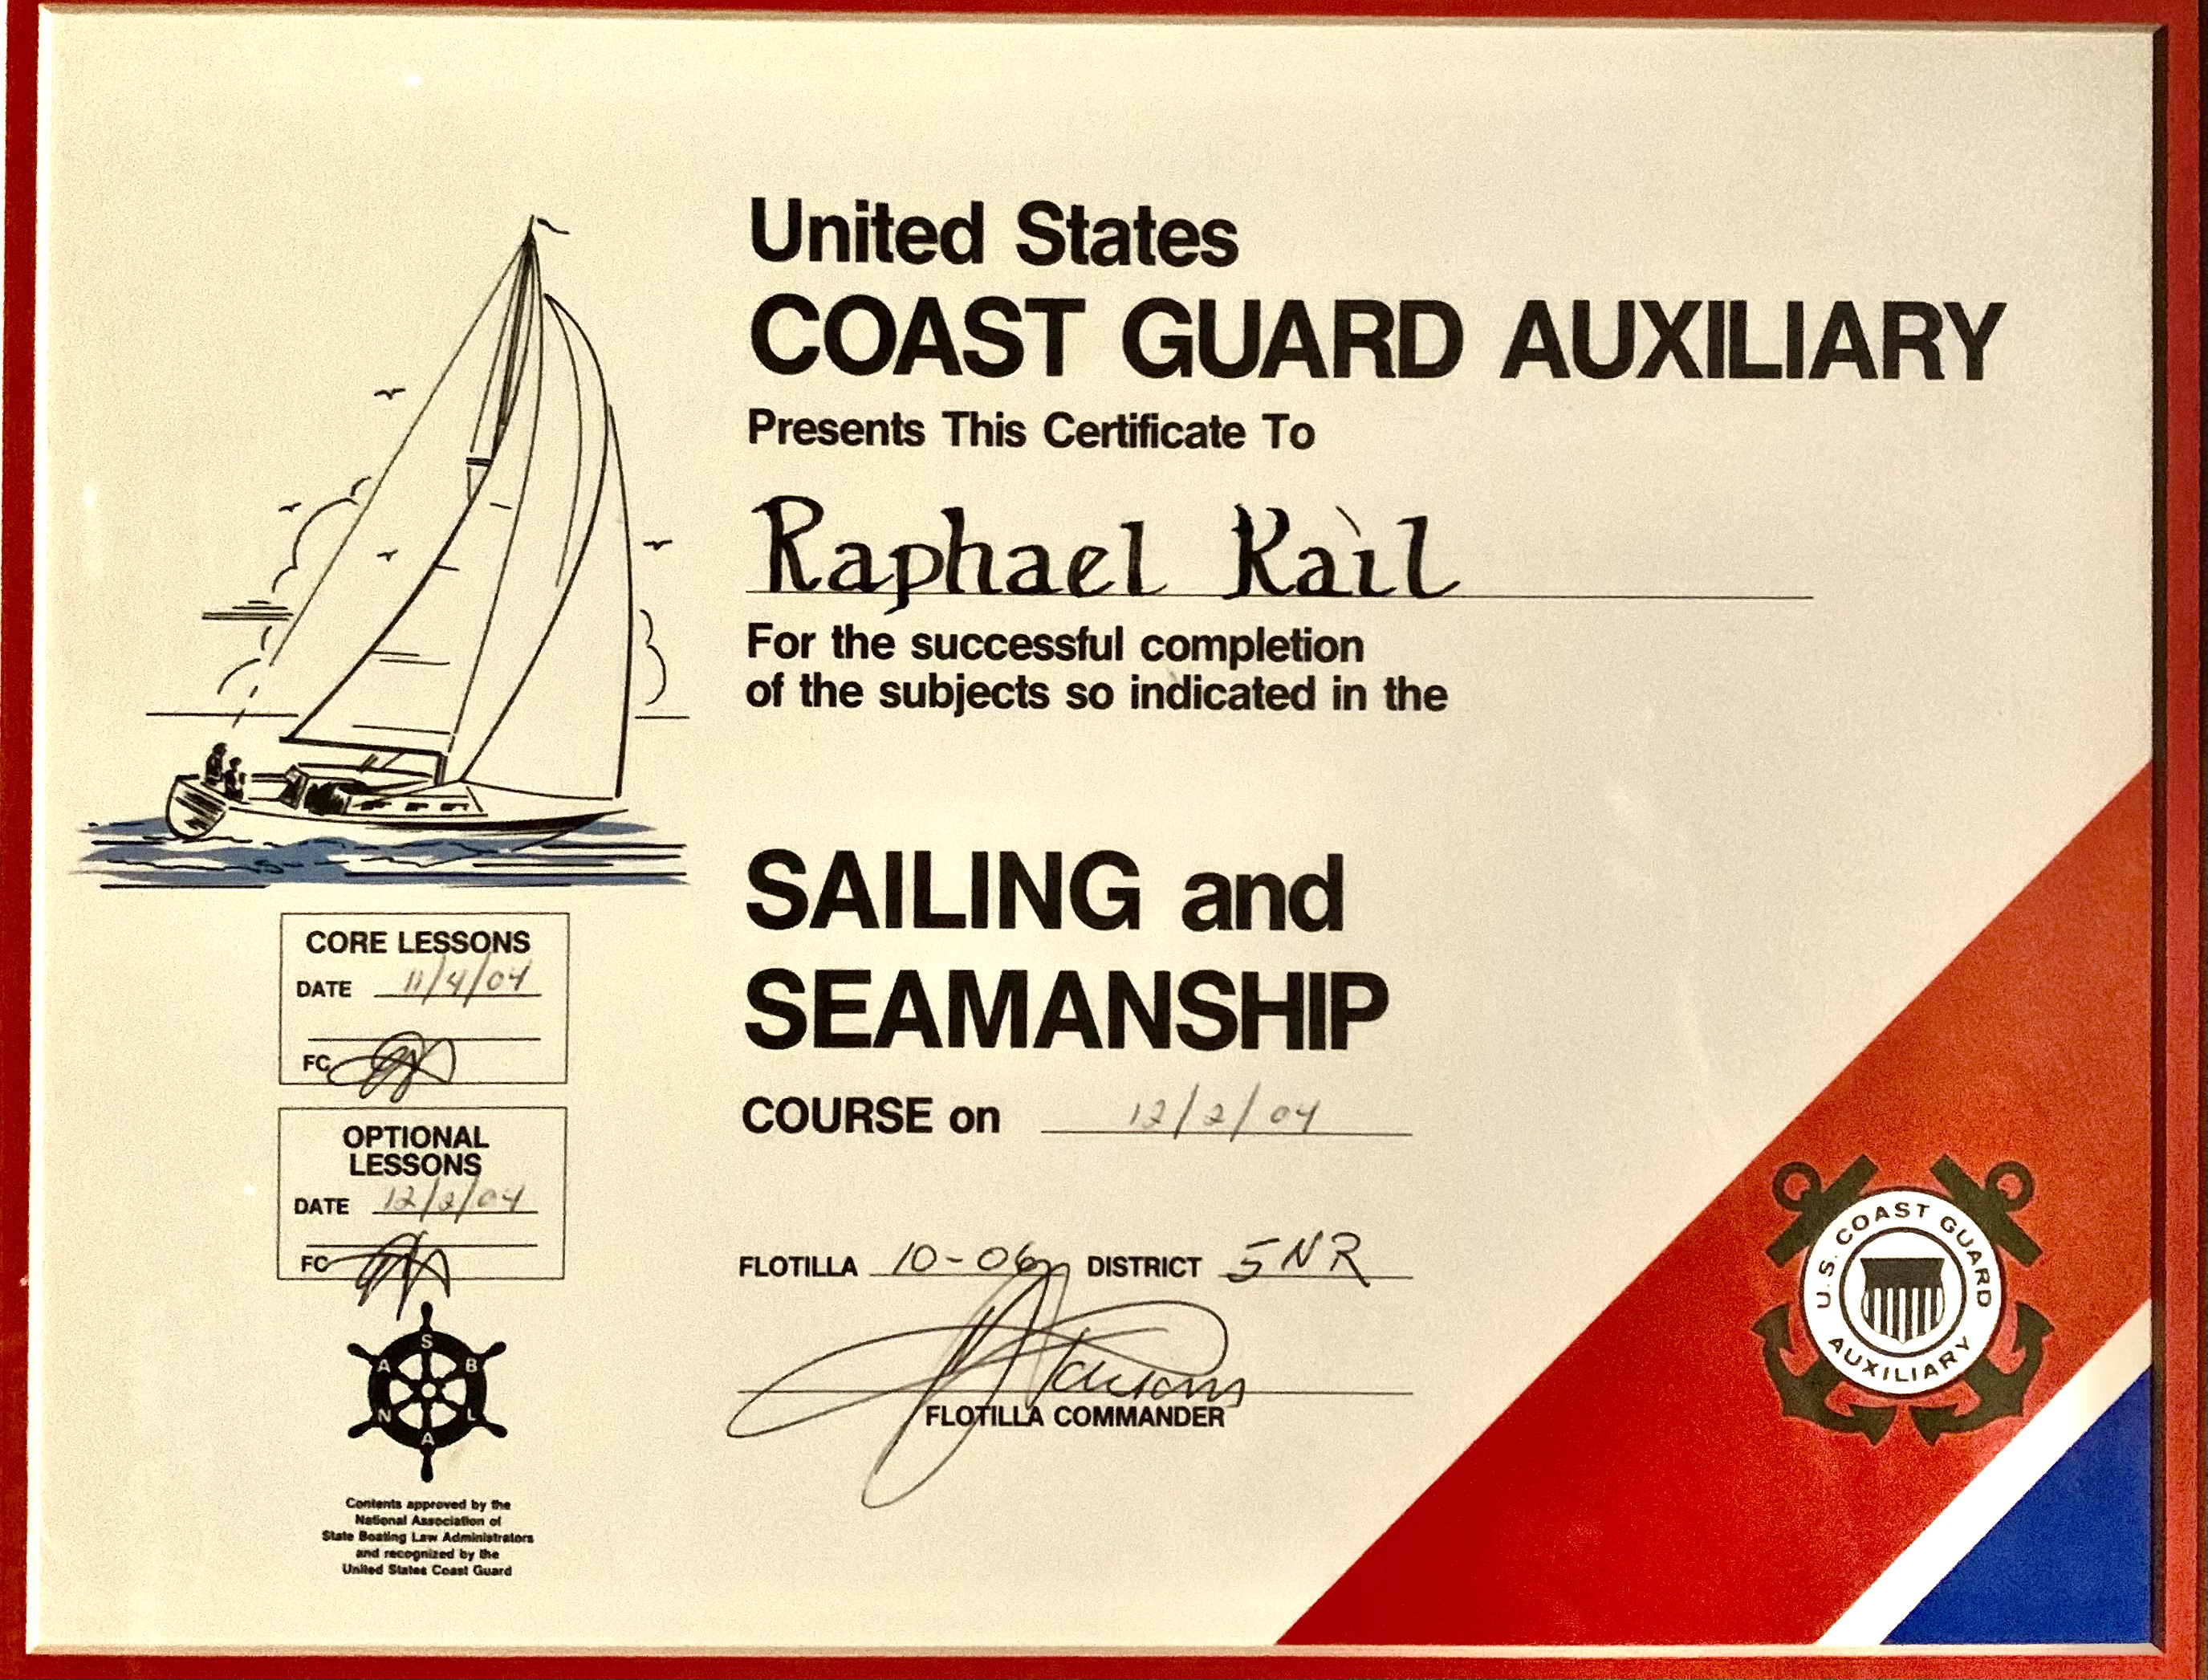 United States
COAST GUARD AUXILIARY
Presents This Certificate To
Raphael Kail
For the successful completion
of the subjects so indicated in the
SAILING and
SEAMANSHIP
COURSE on 12/2/04
FLOTILLA 10-06 DISTRICT 5NR
FLOTILLA COMMANDER
CORE LESSONS
DATE 11/4/04
FC
OPTIONAL
LESSONS
DATE 12/2/04
FC
NASBLA
Contents approved by the
National Association of
State Boating Law Administrators
and recognized by the
United States Coast Guard
U.S. COAST GUARD
AUXILIARY